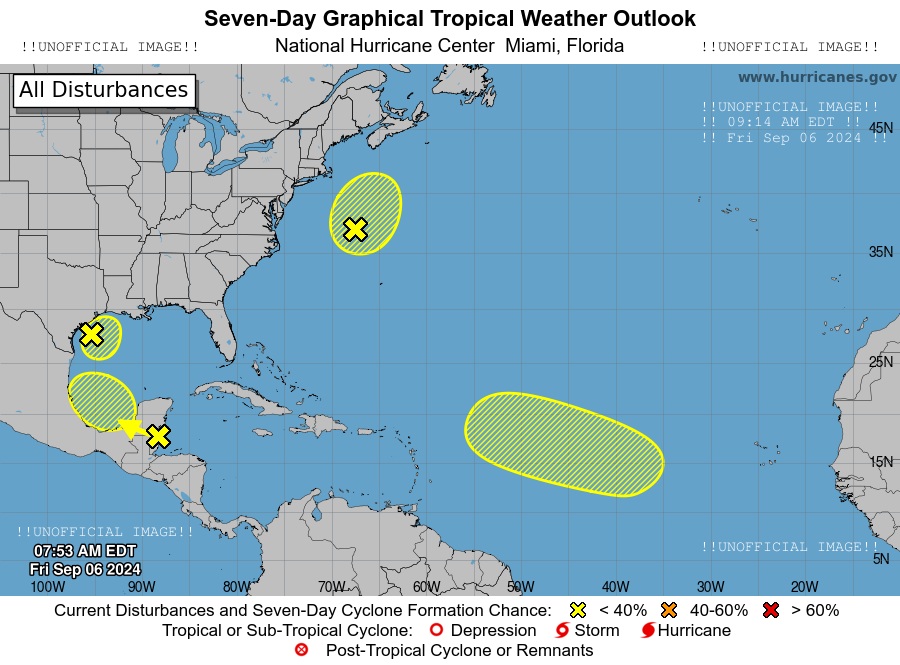 Seven-Day Graphical Tropical Weather Outlook
!!UNOFFICIAL IMAGE!!
National Hurricane Center Miami, Florida
!!UNOFFICIAL IMAGE!!
All Disturbances
www.hurricanes.gov
!!UNOFFICIAL IMAGE!!
!! 09:14 AM EDT !!
!! Fri Sep 06 2024 !!
45N
35N
25N
15N
!!UNOFFICIAL IMAGE!!
07:53 AM EDT
Fri Sep 06 2024
!!UNOFFICIAL IMAGE!!
5N
100W 90W 80W 70W 60W 50W 40W 30W 20W
Current Disturbances and Seven-Day Cyclone Formation Chance: < 40% 40-60% > 60%
Tropical or Sub-Tropical Cyclone: Depression Storm Hurricane
Post-Tropical Cyclone or Remnants